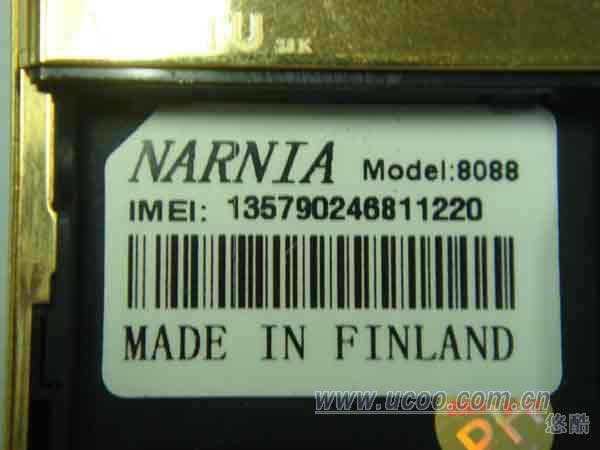 NARNIA Model:8088
IMEI: 135790246811220
MADE IN FINLAND
www.ucoo.com.cn
悠酷